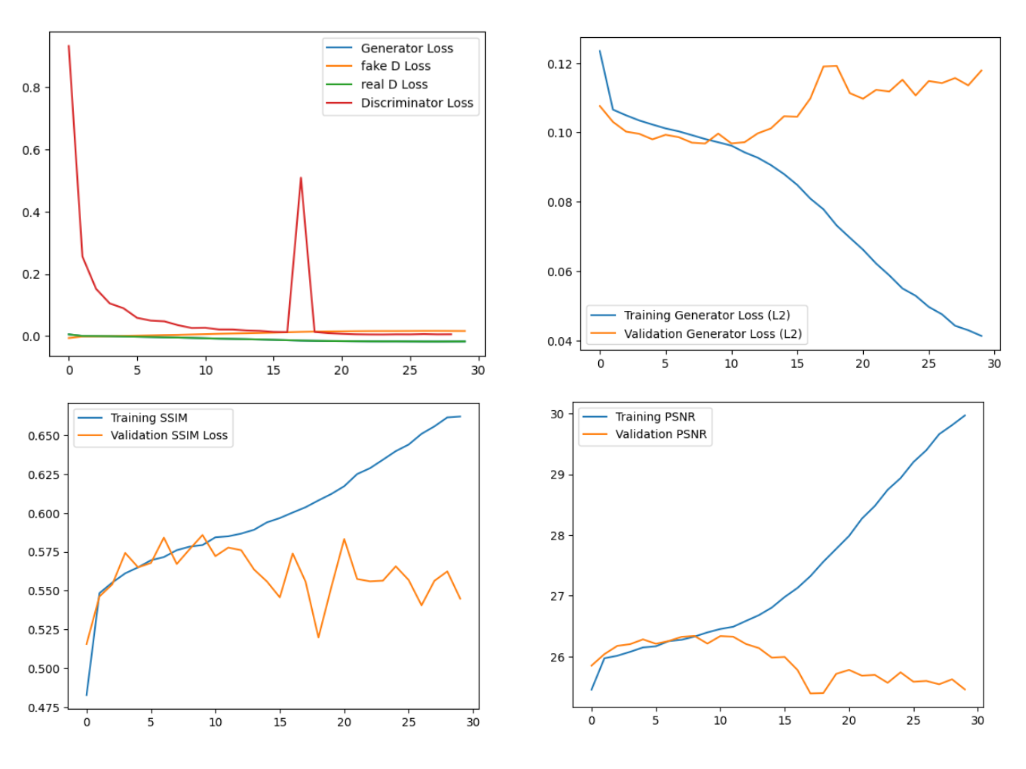 Generator Loss
fake D Loss
real D Loss
Discriminator Loss
0.8
0.6
0.4
0.2
0.0
0 5 10 15 20 25 30
0.12
0.10
0.08
0.06
0.04
Training Generator Loss (L2)
Validation Generator Loss (L2)
0 5 10 15 20 25 30
Training SSIM
Validation SSIM Loss
0.650
0.625
0.600
0.575
0.550
0.525
0.500
0.475
0 5 10 15 20 25 30
Training PSNR
Validation PSNR
30
29
28
27
26
0 5 10 15 20 25 30